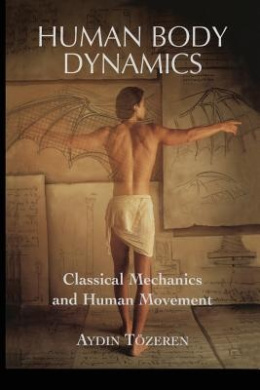 HUMAN BODY
DYNAMICS
Classical Mechanics
and Human Movement
AYDIN TÖZEREN